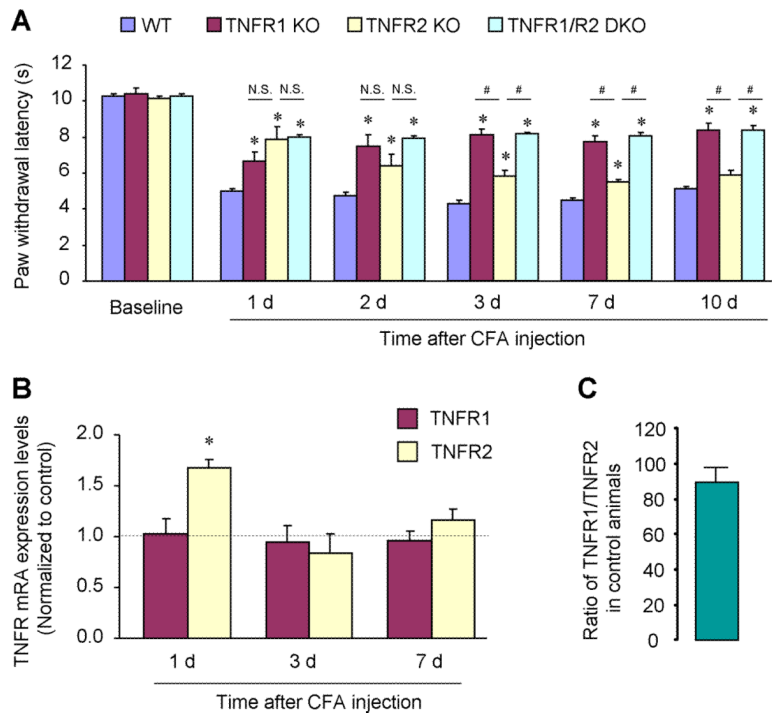 A
WT TNFR1 KO TNFR2 KO TNFR1/R2 DKO
Paw withdrawal latency (s)
12
10
8
6
4
2
0
N.S. N.S. N.S. N.S. # # # # # #
* * * * * * * * * * * * * *
Baseline 1 d 2 d 3 d 7 d 10 d
Time after CFA injection
B
TNFR1
TNFR2
TNFR mRA expression levels
(Normalized to control)
2.0
1.5
1.0
0.5
0.0
*
1 d 3 d 7 d
Time after CFA injection
C
Ratio of TNFR1/TNFR2
in control animals
120
100
80
60
40
20
0